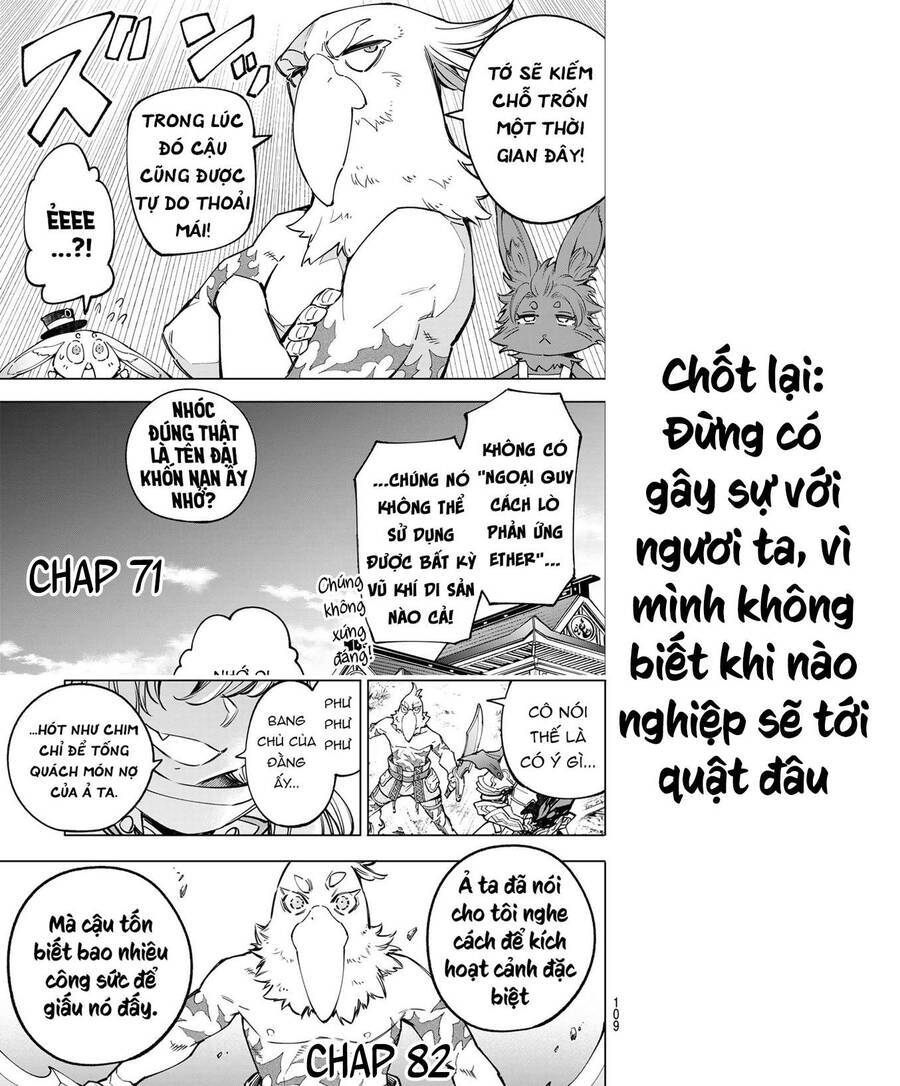 ズンッ
TỚ SẼ KIẾM
CHỖ TRỐN
MỘT THỜI
GIAN ĐÂY!
TRONG LÚC
ĐÓ CẬU
CŨNG ĐƯỢC
TỰ DO THOẢI
MÁI!
ẺEEE
...?!
KHÔNG CÓ
"NGOẠI QUY
CÁCH LÒ
PHẢN ỨNG
ETHER"...
...CHÚNG NÓ
KHÔNG THỂ
SỬ DỤNG
ĐƯỢC BẤT KỲ
VŨ KHÍ DI SẢN
NÀO CẢ!
Chúng
không
xứng
đáng!
NHÓC
ĐÚNG THẬT
LÀ TÊN ĐẠI
KHỐN NẠN ẤY
NHỞ?
CHAP 71
CÔ NÓI
THẾ LÀ
CÓ Ý GÌ...
PHƯ
PHƯ
PHƯ
BANG
CHỦ CỦA
ĐẰNG
ẤY...
...HÓT NHƯ CHIM
CHỈ ĐỂ TỐNG
QUÁCH MÓN NỢ
CỦA Ả TA.
Ả ta đã nói
cho tôi nghe
cách để kích
hoạt cảnh đặc
biệt
Mà cậu tốn
biết bao nhiêu
công sức để
giấu nó đấy.
CHAP 82
109
Chốt lại:
Đừng có
gây sự với
người ta, vì
mình không
biết khi nào
nghiệp sẽ tới
quật đâu